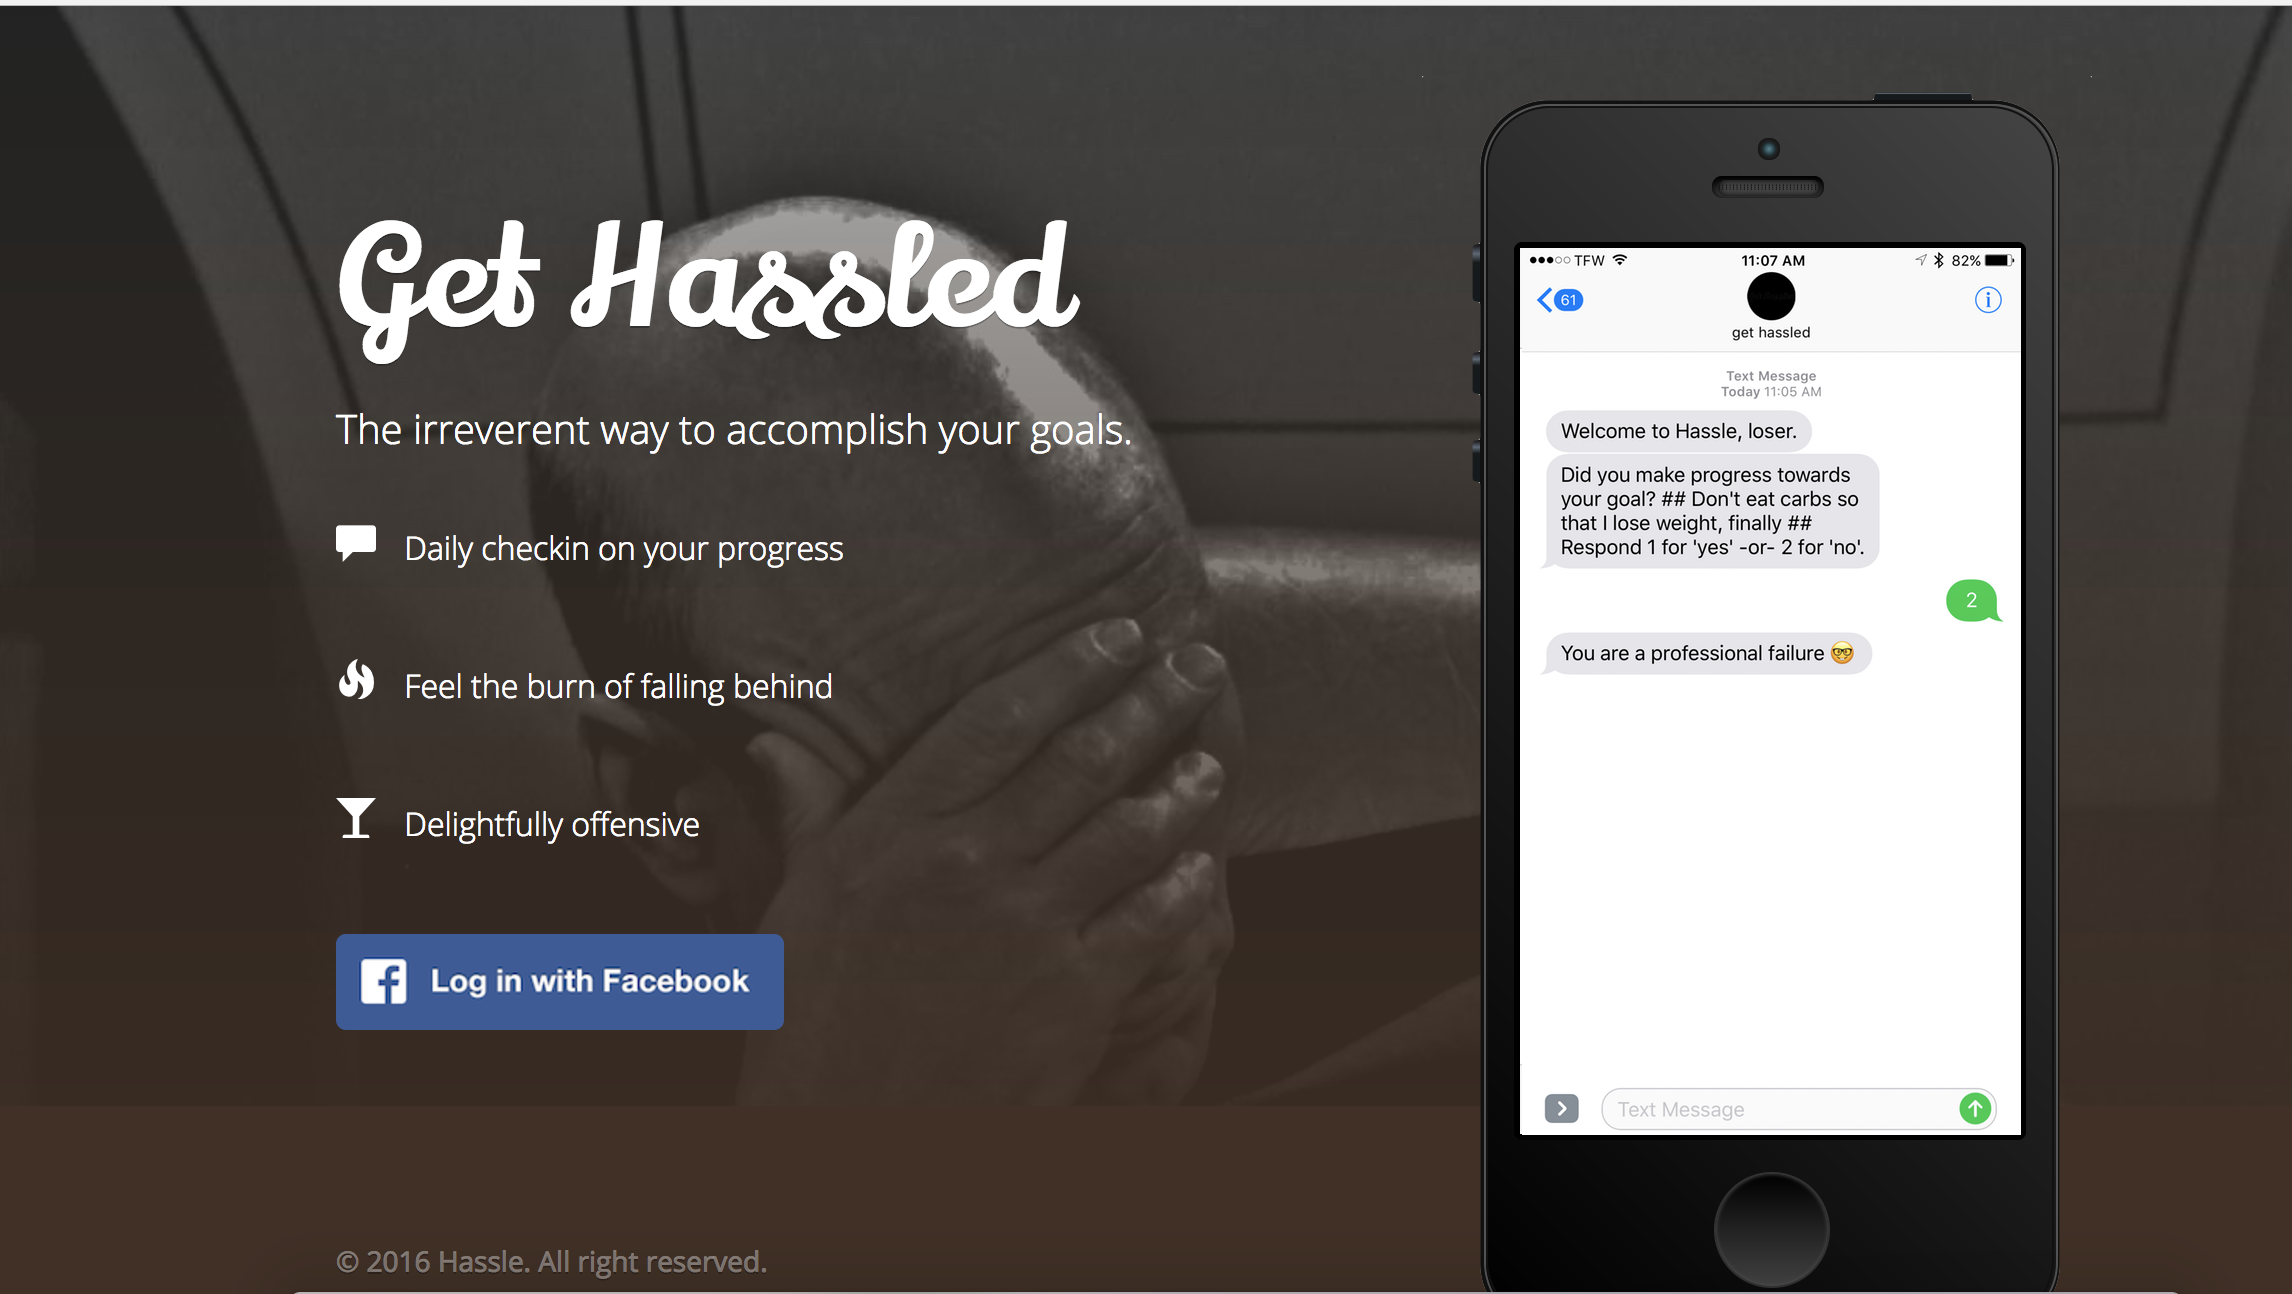 Get Hassled
The irreverent way to accomplish your goals.
Daily checkin on your progress
Feel the burn of falling behind
Delightfully offensive
Log in with Facebook
© 2016 Hassle. All right reserved.
TFW 11:07 AM 82%
61
get hassled
Text Message
Today 11:05 AM
Welcome to Hassle, loser.
Did you make progress towards
your goal? ## Don't eat carbs so
that I lose weight, finally ##
Respond 1 for 'yes' -or- 2 for 'no'.
2
You are a professional failure 🤓
Text Message